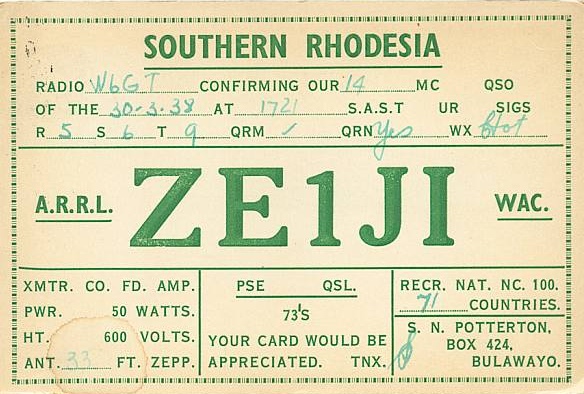 SOUTHERN RHODESIA
RADIO W6GT CONFIRMING OUR 14 MC QSO
OF THE 30-3-38 AT 1721 S.A.S.T UR SIGS
R 5 S 6 T 9 QRM / QRN Yes WX Hot
A.R.R.L. ZE1JI WAC.
XMTR. CO. FD. AMP.
PWR. 50 WATTS.
HT. 600 VOLTS.
ANT. 33 FT. ZEPP.
PSE QSL.
73'S
YOUR CARD WOULD BE
APPRECIATED. TNX.
RECR. NAT. NC. 100.
71 COUNTRIES.
S. N. POTTERTON,
BOX 424,
BULAWAYO.